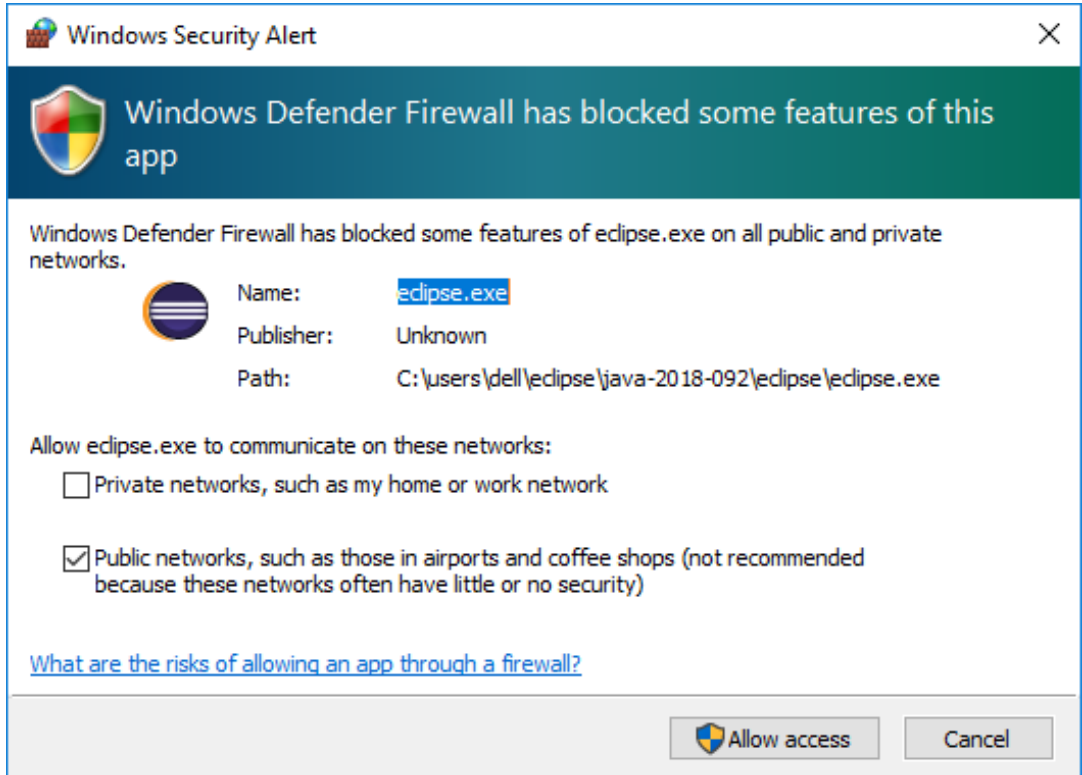 Windows Security Alert
Windows Defender Firewall has blocked some features of this
app
Windows Defender Firewall has blocked some features of eclipse.exe on all public and private
networks.
Name: eclipse.exe
Publisher: Unknown
Path: C:\users\dell\eclipse\java-2018-092\eclipse\eclipse.exe
Allow eclipse.exe to communicate on these networks:
Private networks, such as my home or work network
Public networks, such as those in airports and coffee shops (not recommended
because these networks often have little or no security)
What are the risks of allowing an app through a firewall?
Allow access Cancel